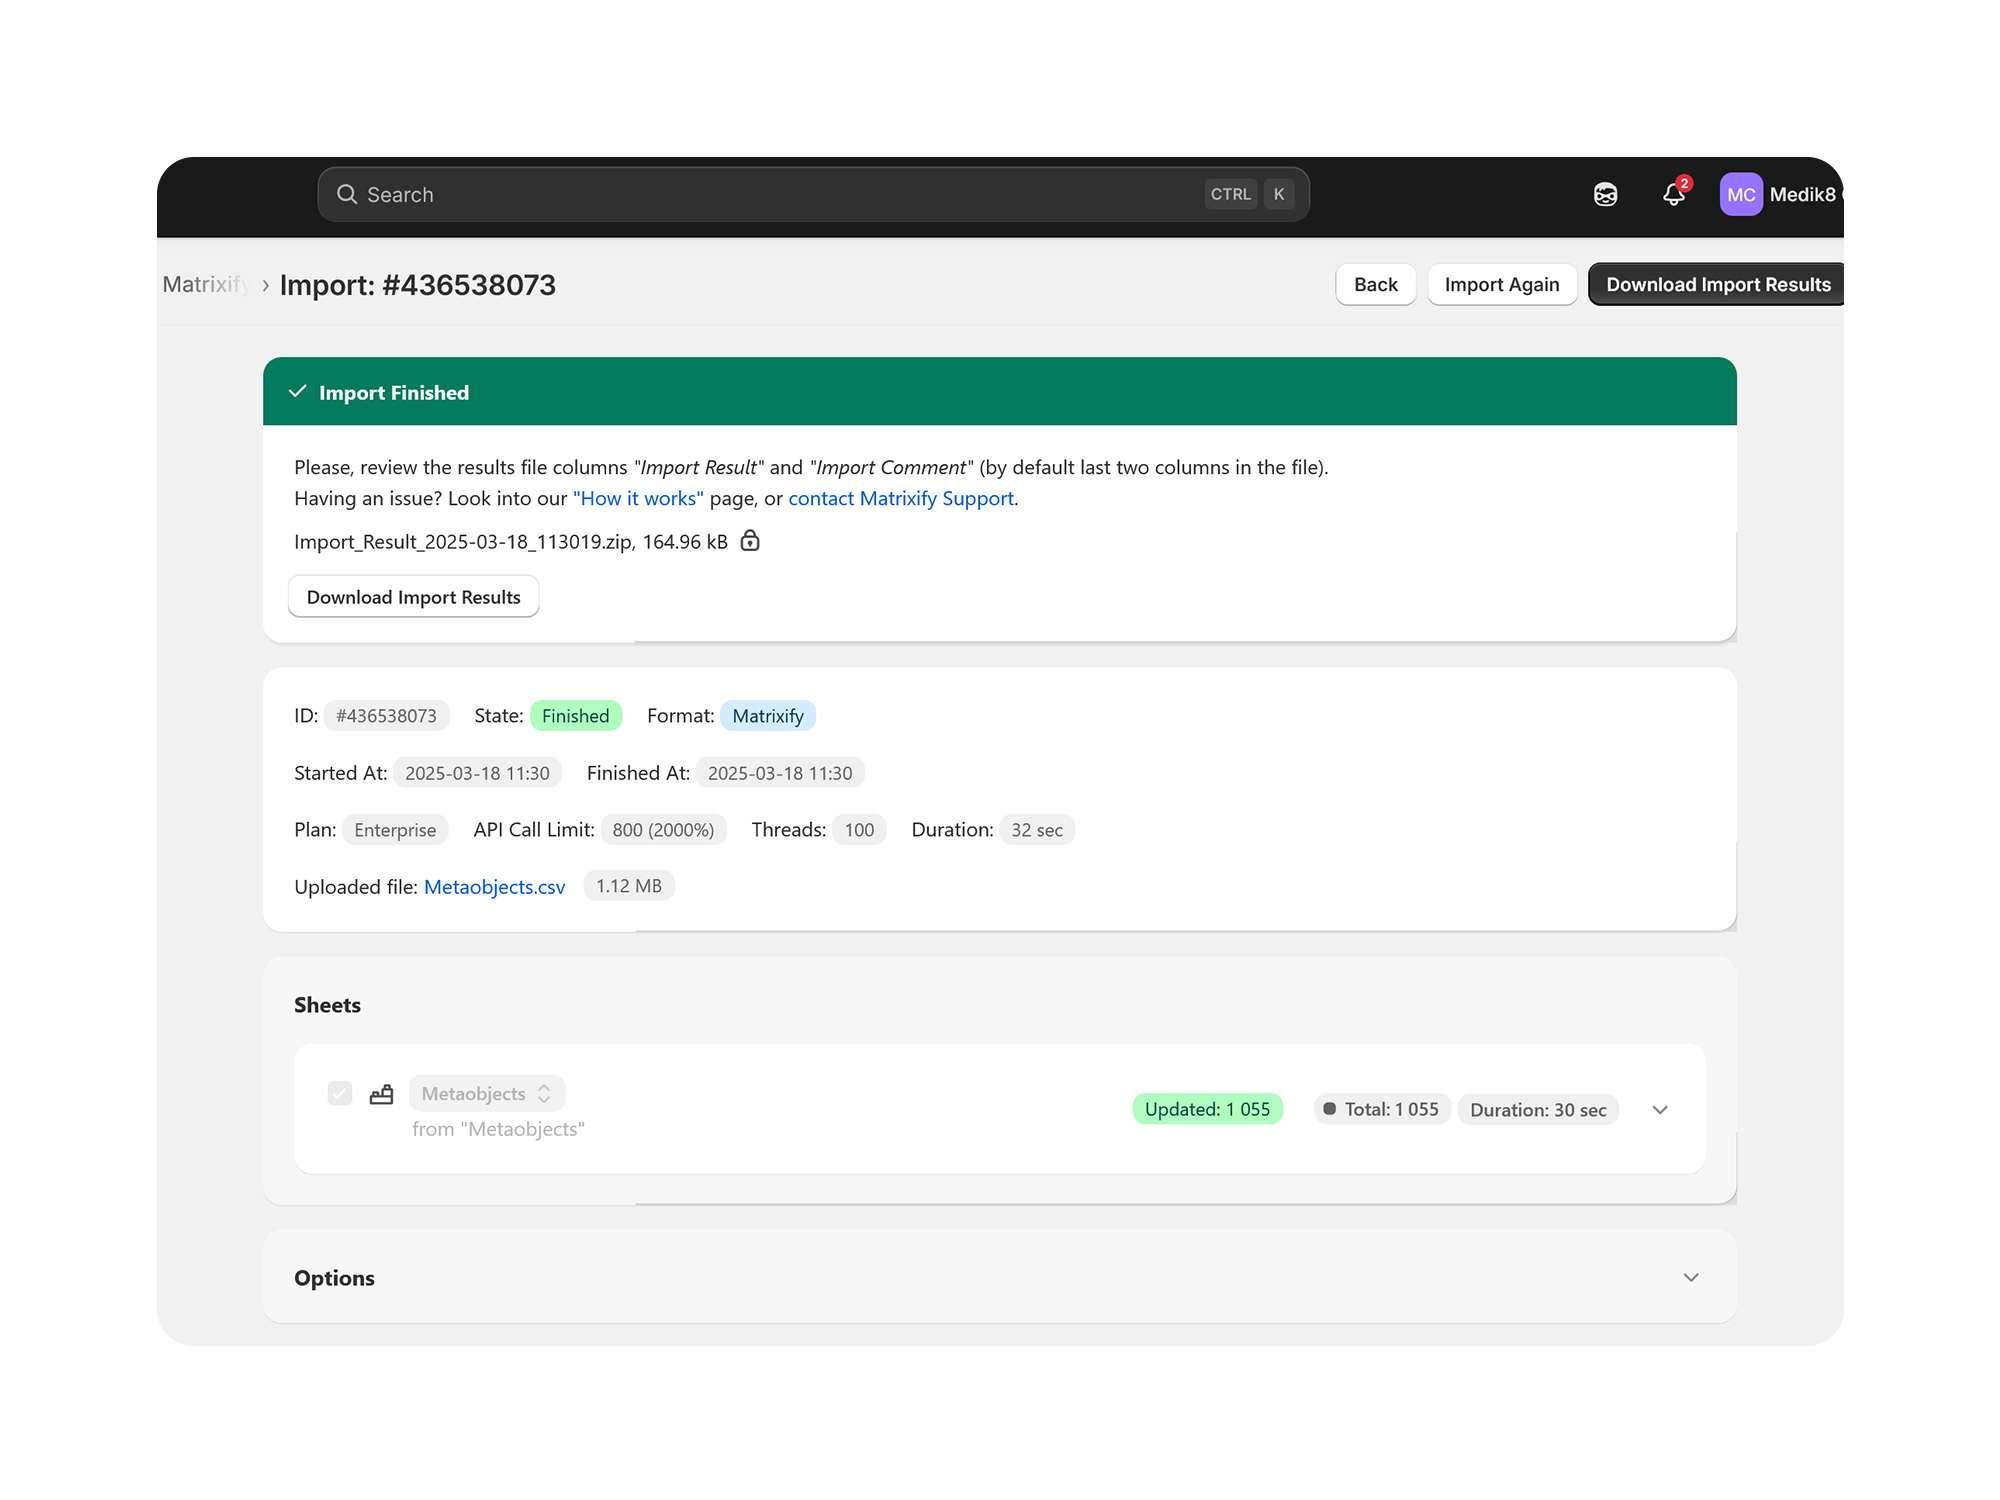 Search CTRL K 2 MC Medik8
Matrixify › Import: #436538073 Back Import Again Download Import Results
Import Finished
Please, review the results file columns "Import Result" and "Import Comment" (by default last two columns in the file).
Having an issue? Look into our "How it works" page, or contact Matrixify Support.
Import_Result_2025-03-18_113019.zip, 164.96 kB
Download Import Results
ID: #436538073 State: Finished Format: Matrixify
Started At: 2025-03-18 11:30 Finished At: 2025-03-18 11:30
Plan: Enterprise API Call Limit: 800 (2000%) Threads: 100 Duration: 32 sec
Uploaded file: Metaobjects.csv 1.12 MB
Sheets
Metaobjects Updated: 1 055 Total: 1 055 Duration: 30 sec
from "Metaobjects"
Options